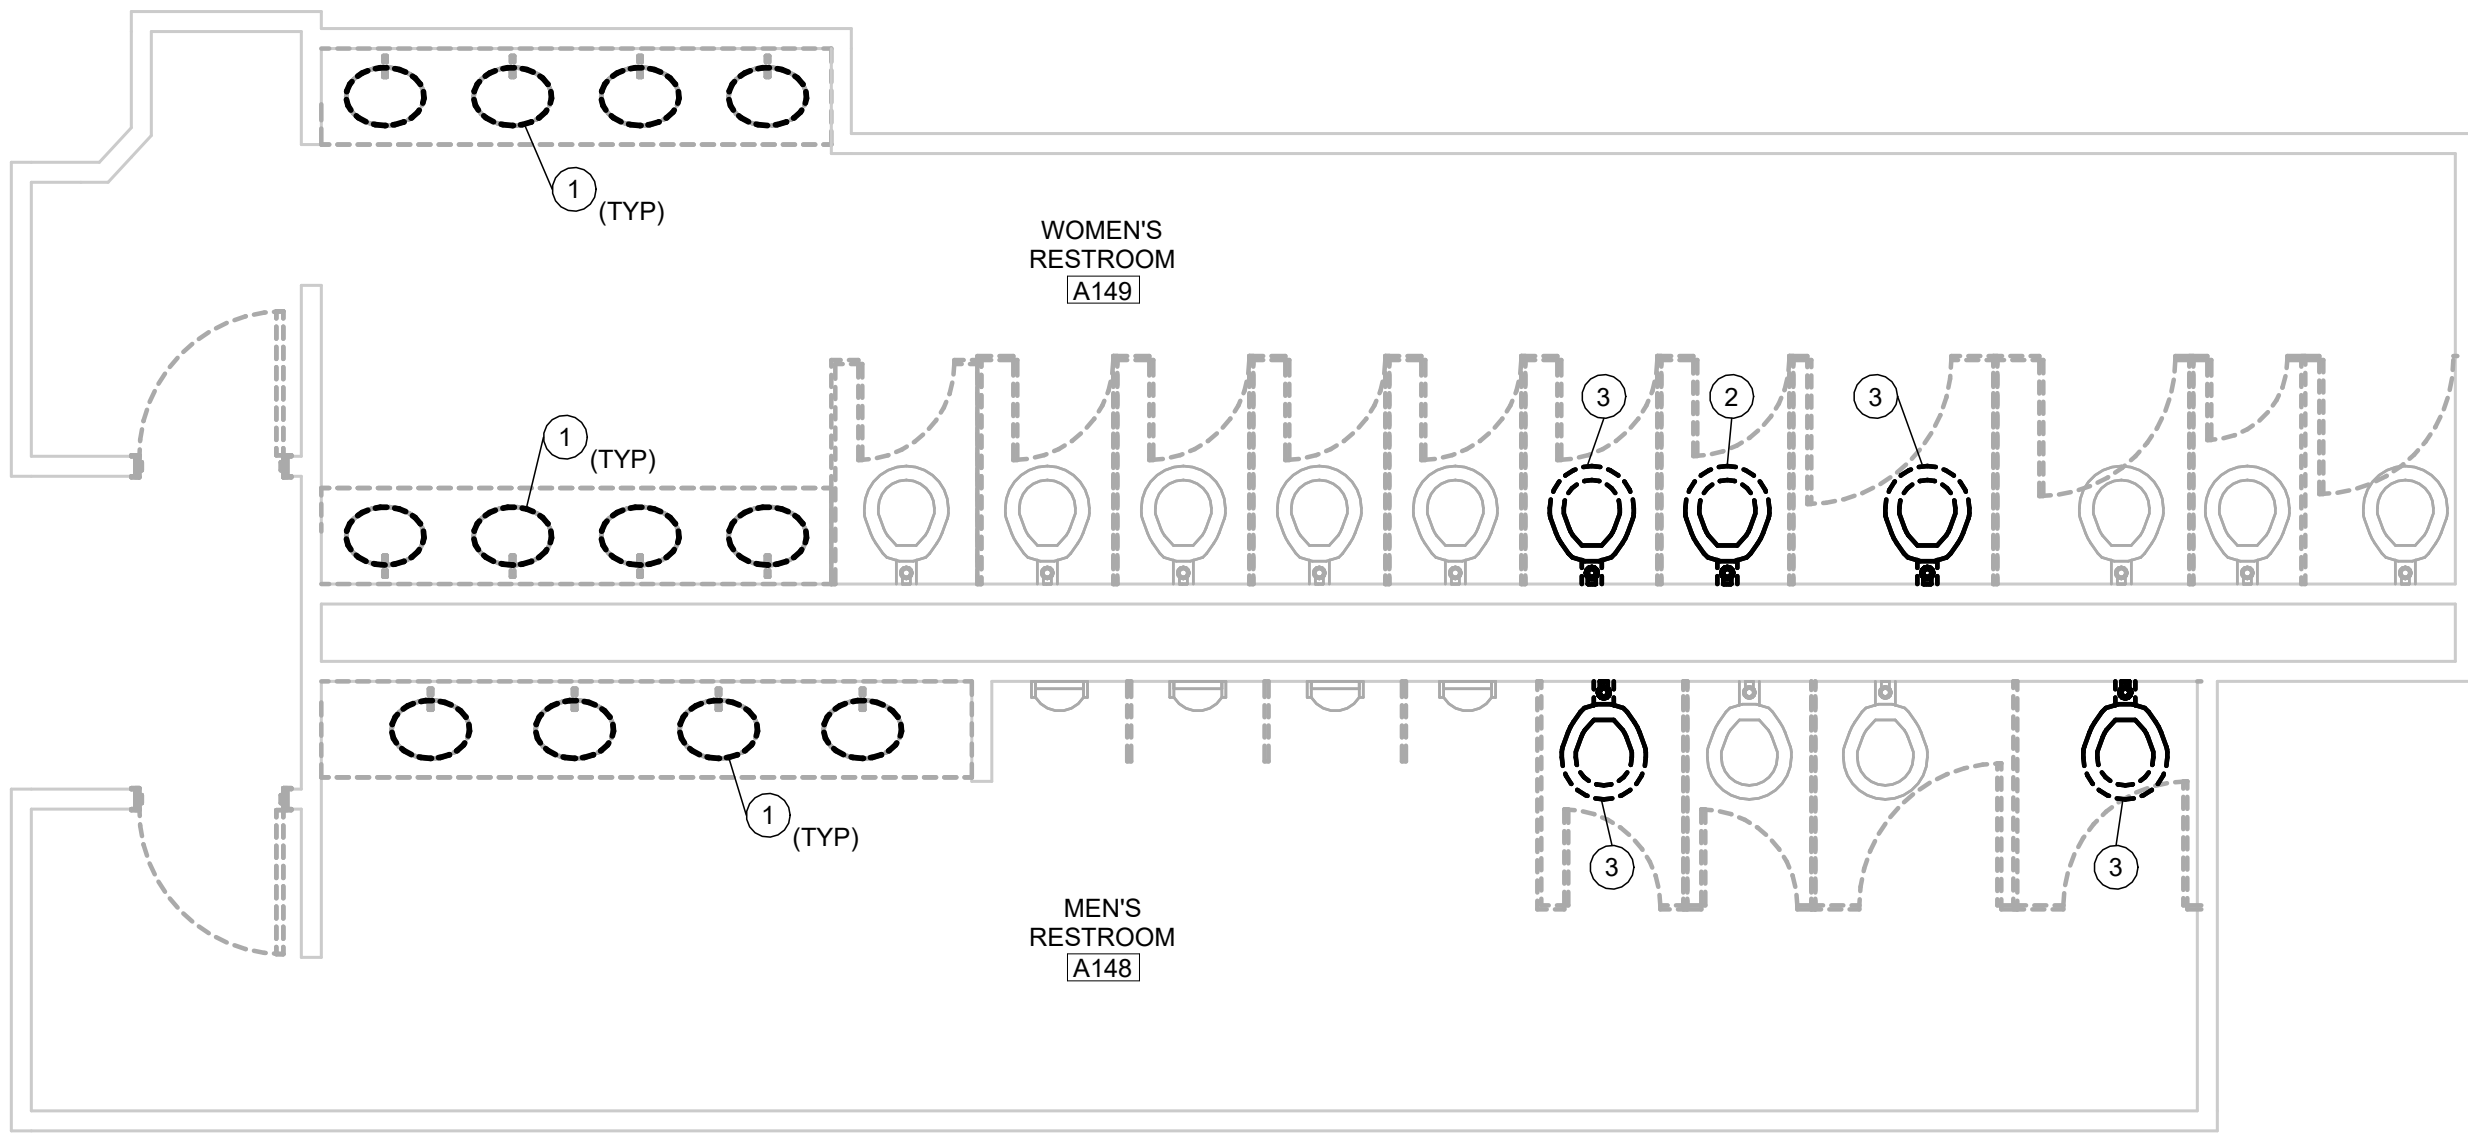 1
(TYP)
WOMEN'S
RESTROOM
A149
3
2
3
1
(TYP)
1
(TYP)
3
3
MEN'S
RESTROOM
A148